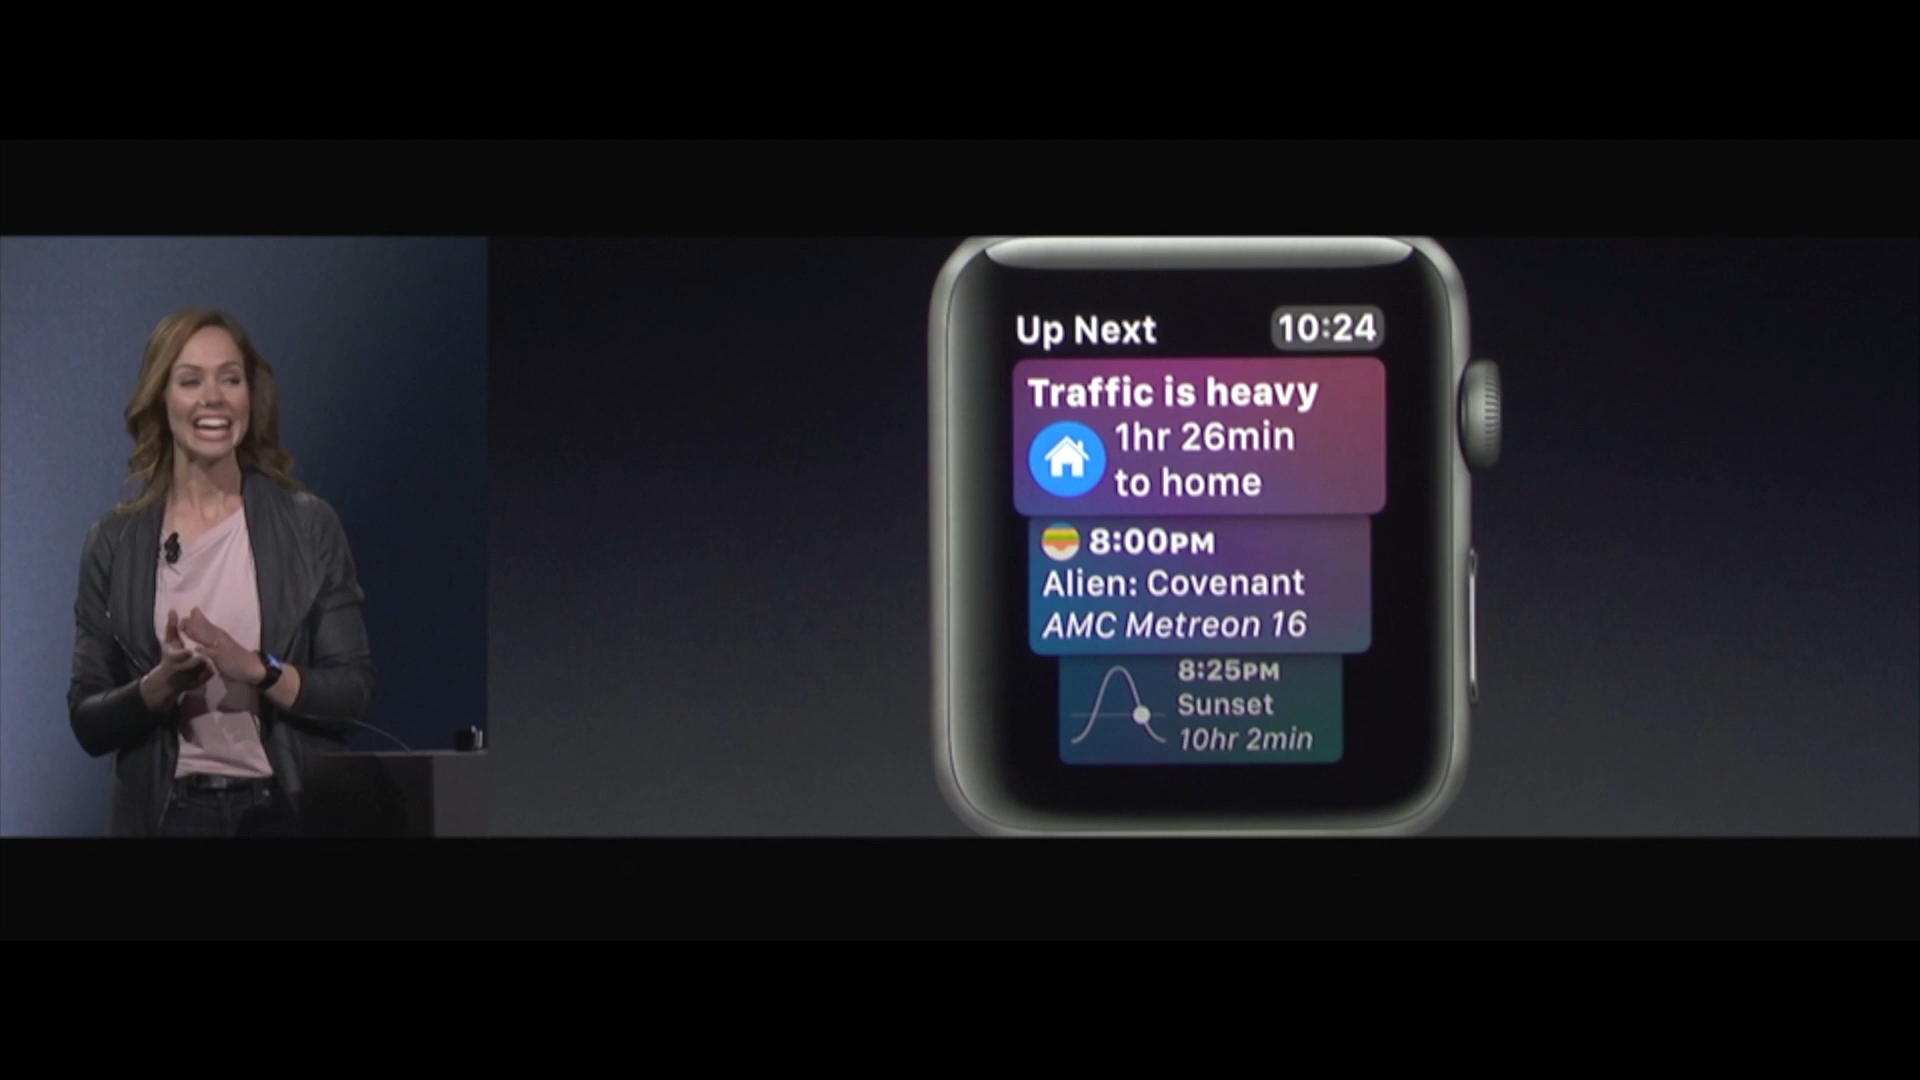 Up Next
10:24
Traffic is heavy
1hr 26min
to home
8:00PM
Alien: Covenant
AMC Metreon 16
8:25PM
Sunset
10hr 2min